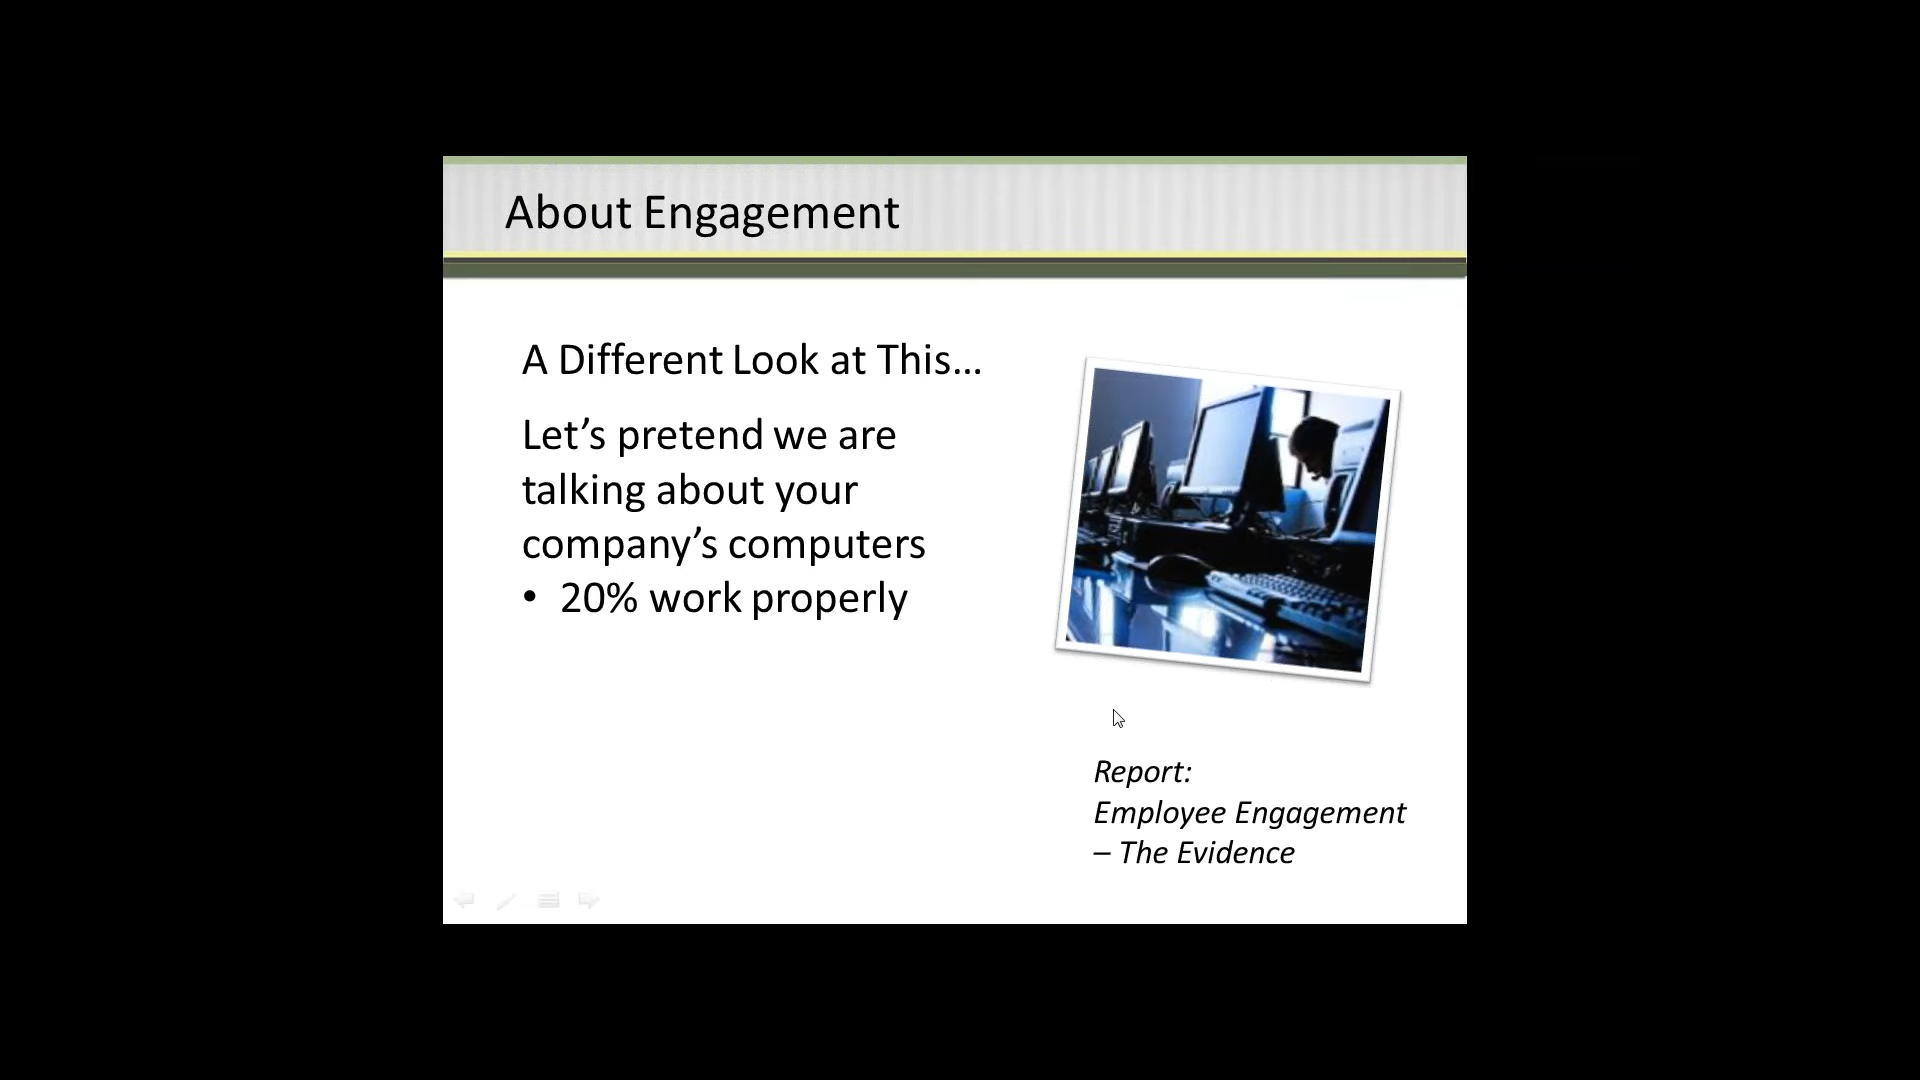 About Engagement
A Different Look at This…
Let’s pretend we are
talking about your
company’s computers
• 20% work properly
Report:
Employee Engagement
– The Evidence